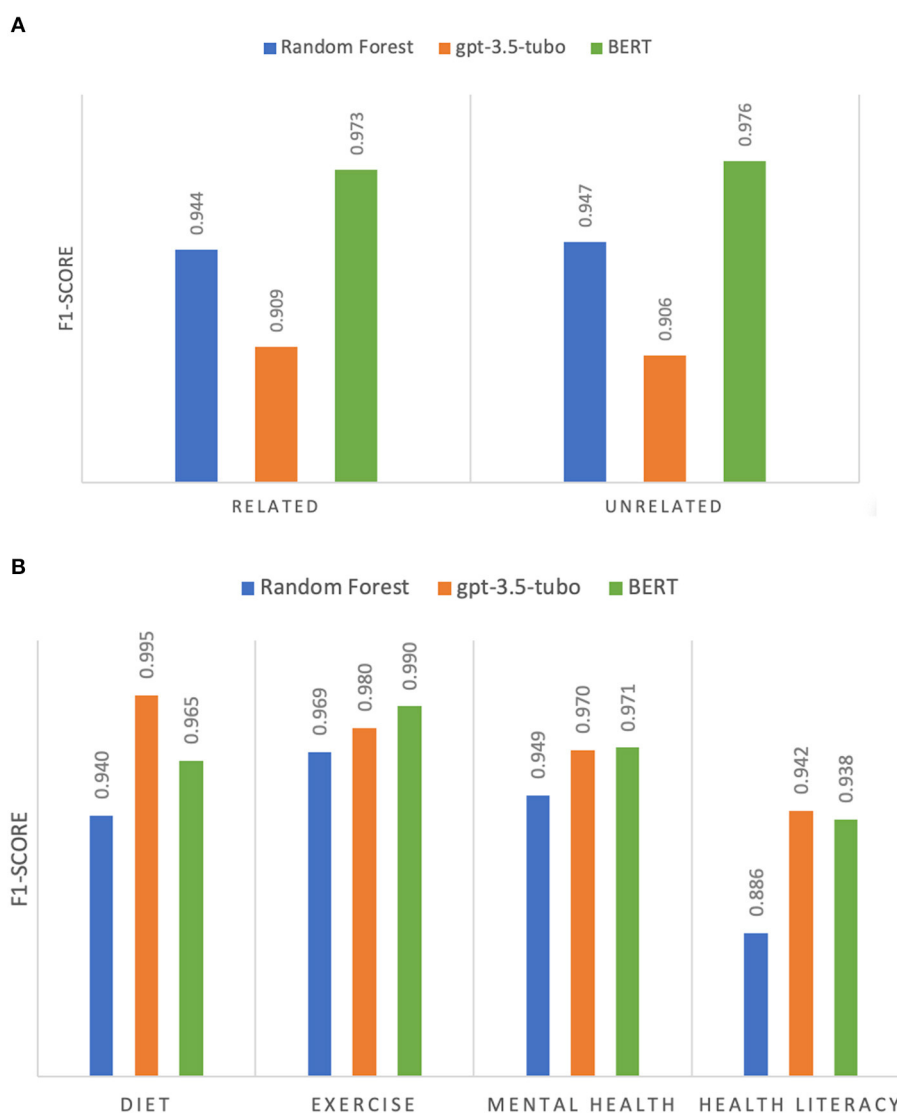 A
Random Forest gpt-3.5-tubo BERT
0.944 0.909 0.973 0.947 0.906 0.976
F1-SCORE
RELATED UNRELATED
B
Random Forest gpt-3.5-tubo BERT
0.940 0.995 0.965 0.969 0.980 0.990 0.949 0.970 0.971 0.886 0.942 0.938
F1-SCORE
DIET EXERCISE MENTAL HEALTH HEALTH LITERACY